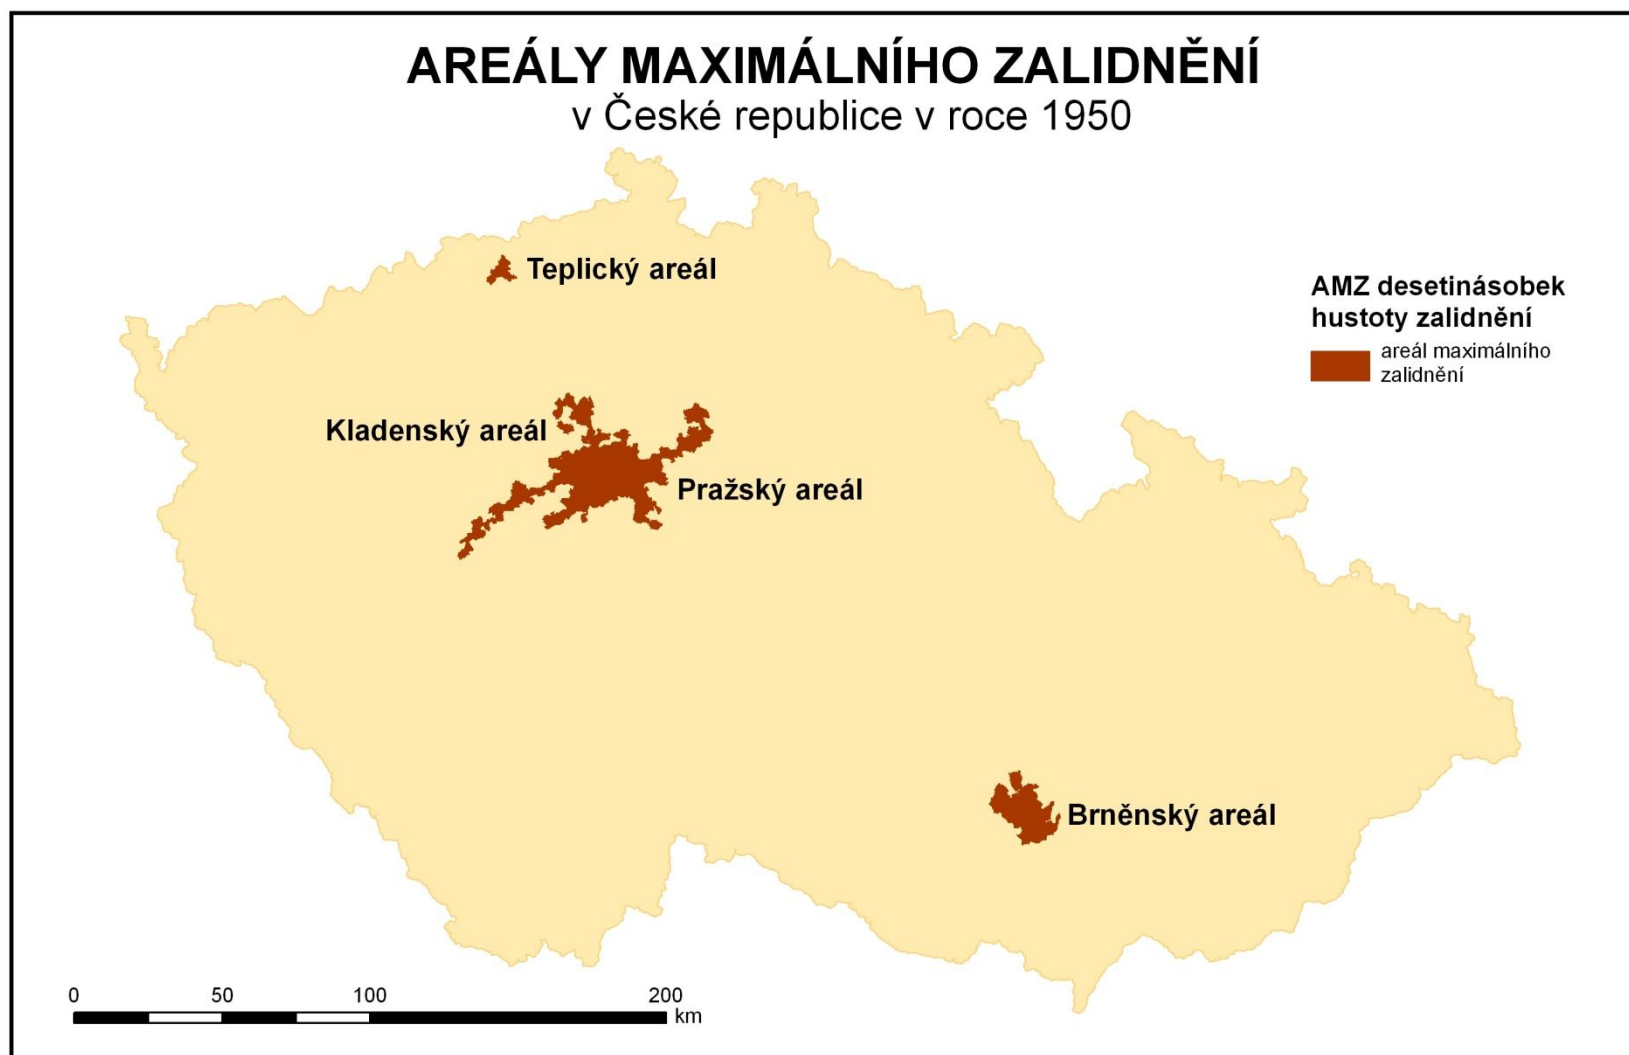 AREÁLY MAXIMÁLNÍHO ZALIDNĚNÍ
v České republice v roce 1950
Teplický areál
AMZ desetinásobek
hustoty zalidnění
areál maximálního
zalidnění
Kladenský areál
Pražský areál
Brněnský areál
0 50 100 200
km